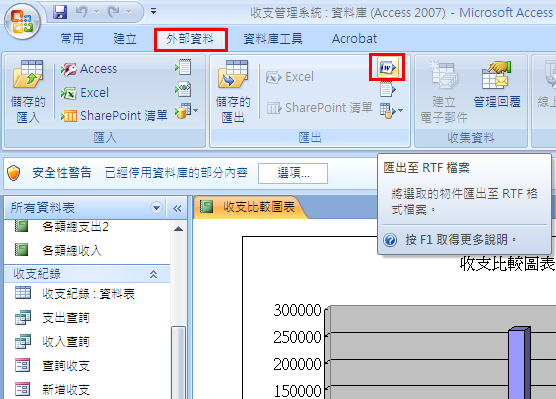 收支管理系統 : 資料庫 (Access 2007) - Microsoft Access
常用 建立 外部資料 資料庫工具 Acrobat
儲存的匯入
Access
Excel
SharePoint 清單
匯入
儲存的匯出
Excel
SharePoint 清單
匯出
建立電子郵件
管理回覆
收集資料
線上
安全性警告 已經停用資料庫的部分內容 選項...
匯出至 RTF 檔案
將選取的物件匯出至 RTF 格
式檔案。
按 F1 取得更多說明。
所有資料表
各類總支出2
各類總收入
收支紀錄
收支紀錄 : 資料表
支出查詢
收入查詢
查詢收支
新增收支
收支比較圖表
收支比較圖表
300000
250000
200000
150000